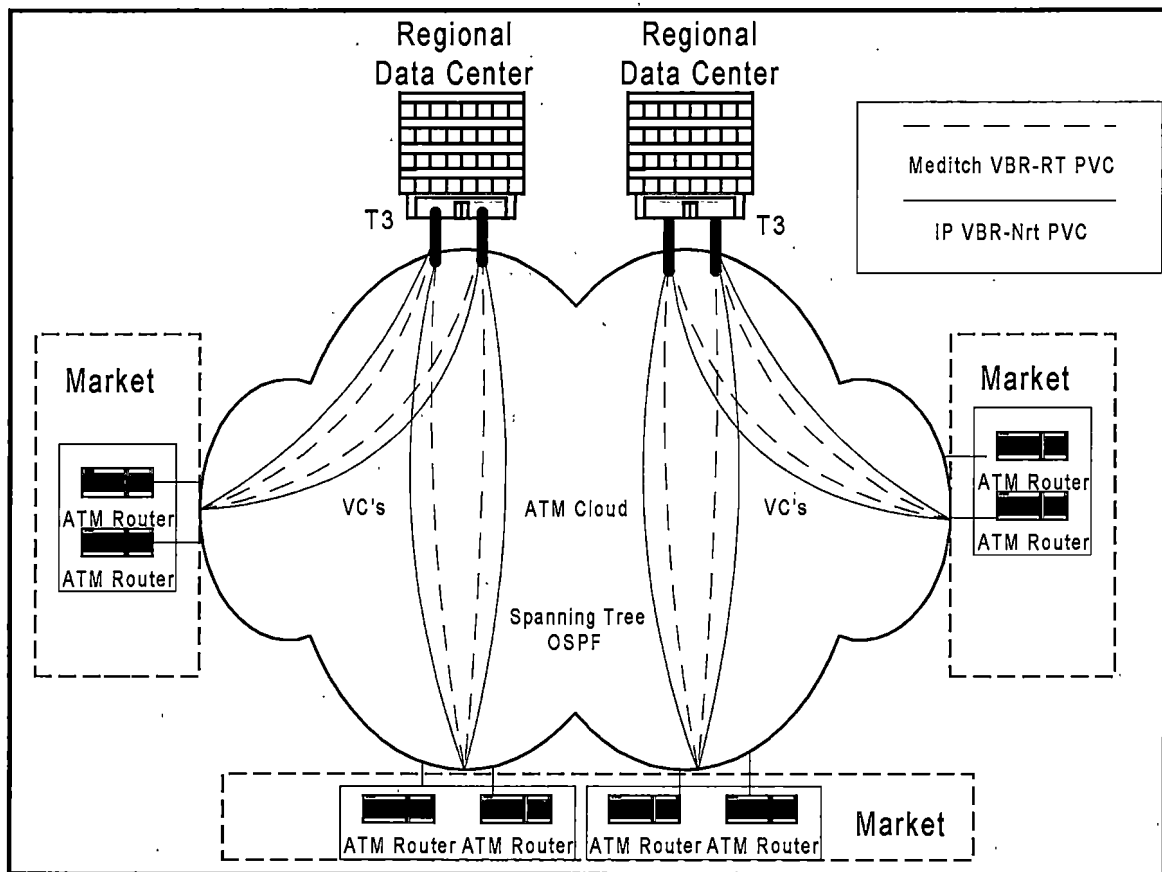 Regional
Data Center
Regional
Data Center
T3
T3
Meditch VBR-RT PVC
IP VBR-Nrt PVC
Market
ATM Router
ATM Router
VC's
ATM Cloud
VC's
Market
ATM Router
ATM Router
Spanning Tree
OSPF
ATM Router
ATM Router
ATM Router
ATM Router
Market